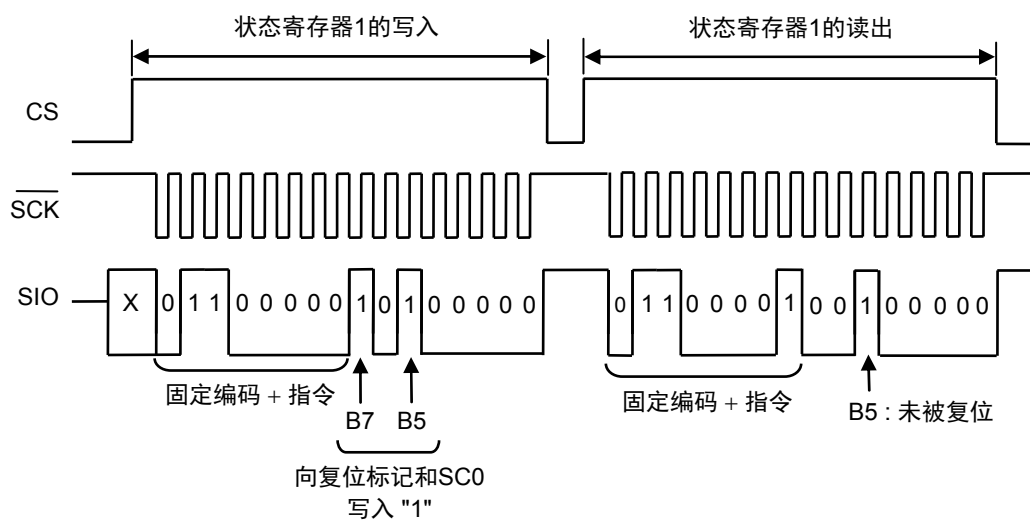 状态寄存器1的写入
状态寄存器1的读出
CS
SCK
SIO
X 0 1 1 0 0 0 0 0 1 0 1 0 0 0 0 0
0 1 1 0 0 0 0 1 0 0 1 0 0 0 0 0
固定编码 + 指令
B7 B5
固定编码 + 指令
B5 : 未被复位
向复位标记和SC0
写入 "1"